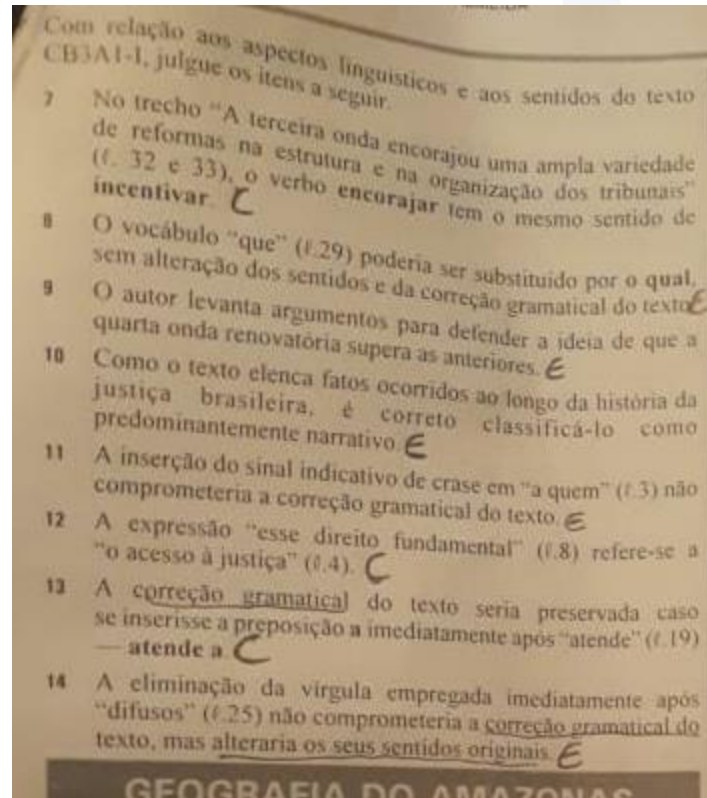 Com relação aos aspectos linguísticos e aos sentidos do texto
CB3A1-I, julgue os itens a seguir.
7 No trecho “A terceira onda encorajou uma ampla variedade
de reformas na estrutura e na organização dos tribunais”
(ℓ. 32 e 33), o verbo encorajar tem o mesmo sentido de
incentivar. C
8 O vocábulo “que” (ℓ.29) poderia ser substituído por o qual,
sem alteração dos sentidos e da correção gramatical do texto. E
9 O autor levanta argumentos para defender a ideia de que a
quarta onda renovatória supera as anteriores. E
10 Como o texto elenca fatos ocorridos ao longo da história da
justiça brasileira, é correto classificá-lo como
predominantemente narrativo. E
11 A inserção do sinal indicativo de crase em “a quem” (ℓ.3) não
comprometeria a correção gramatical do texto. E
12 A expressão “esse direito fundamental” (ℓ.8) refere-se a
“o acesso à justiça” (ℓ.4). C
13 A correção gramatical do texto seria preservada caso
se inserisse a preposição a imediatamente após “atende” (ℓ.19)
— atende a C
14 A eliminação da vírgula empregada imediatamente após
“difusos” (ℓ.25) não comprometeria a correção gramatical do
texto, mas alteraria os seus sentidos originais. E
GEOGRAFIA DO AMAZONAS